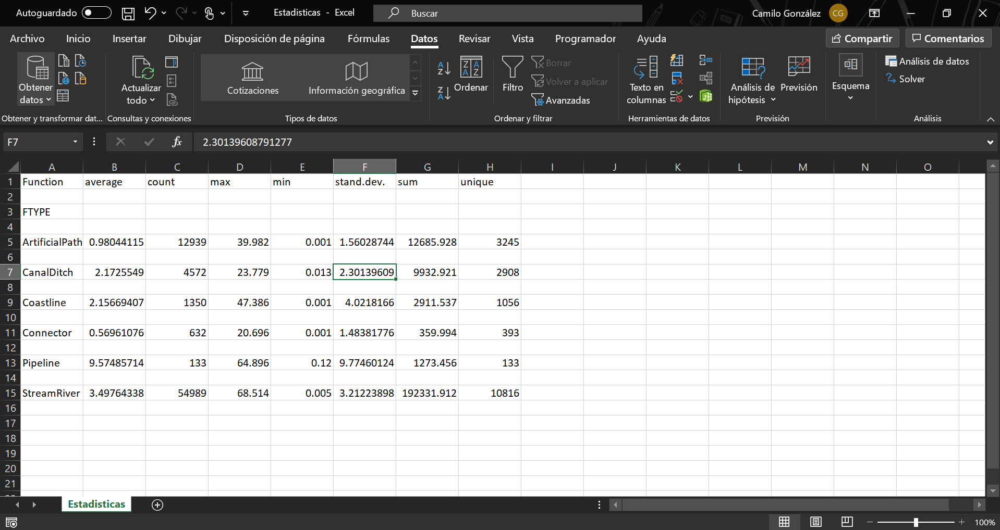 Autoguardado
Estadisticas - Excel
Buscar
Camilo González
CG
Archivo Inicio Insertar Dibujar Disposición de página Fórmulas Datos Revisar Vista Programador Ayuda Compartir Comentarios
Obtener datos
Obtener y transformar dat...
Actualizar todo
Consultas y conexiones
Cotizaciones
Información geográfica
Tipos de datos
Ordenar
Filtro
Borrar
Volver a aplicar
Avanzadas
Ordenar y filtrar
Texto en columnas
Herramientas de datos
Análisis de hipótesis
Previsión
Previsión
Esquema
Análisis de datos
Solver
Análisis
F7 fx 2.30139608791277
A B C D E F G H I J K L M N O
1 Function average count max min stand.dev. sum unique
2
3 FTYPE
4
5 ArtificialPath 0.98044115 12939 39.982 0.001 1.56028744 12685.928 3245
6
7 CanalDitch 2.1725549 4572 23.779 0.013 2.30139609 9932.921 2908
8
9 Coastline 2.15669407 1350 47.386 0.001 4.0218166 2911.537 1056
10
11 Connector 0.56961076 632 20.696 0.001 1.48381776 359.994 393
12
13 Pipeline 9.57485714 133 64.896 0.12 9.77460124 1273.456 133
14
15 StreamRiver 3.49764338 54989 68.514 0.005 3.21223898 192331.912 10816
16
17
18
19
20
21
Estadisticas
100%